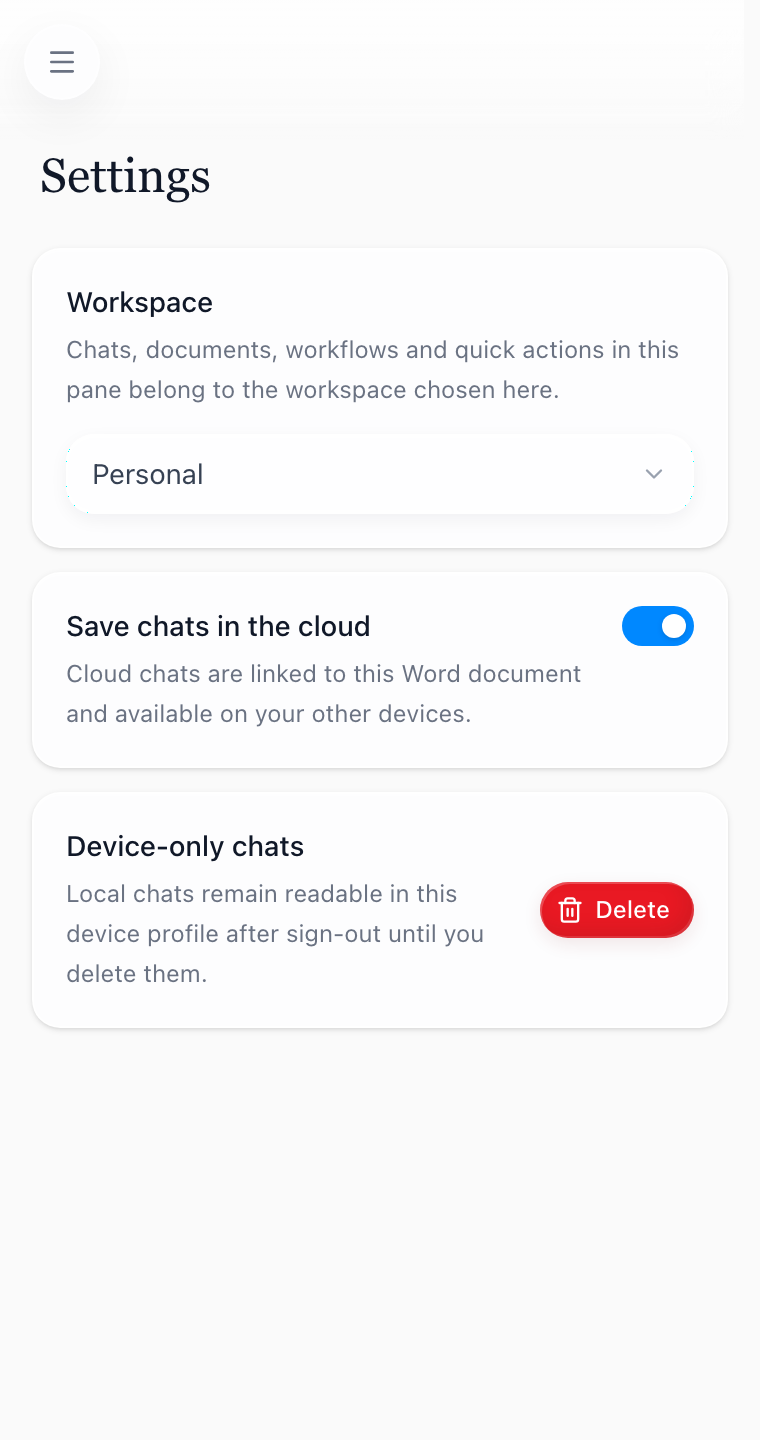 Settings
Workspace
Chats, documents, workflows and quick actions in this
pane belong to the workspace chosen here.
Personal
Save chats in the cloud
Cloud chats are linked to this Word document
and available on your other devices.
Device-only chats
Local chats remain readable in this
device profile after sign-out until you
delete them.
Delete